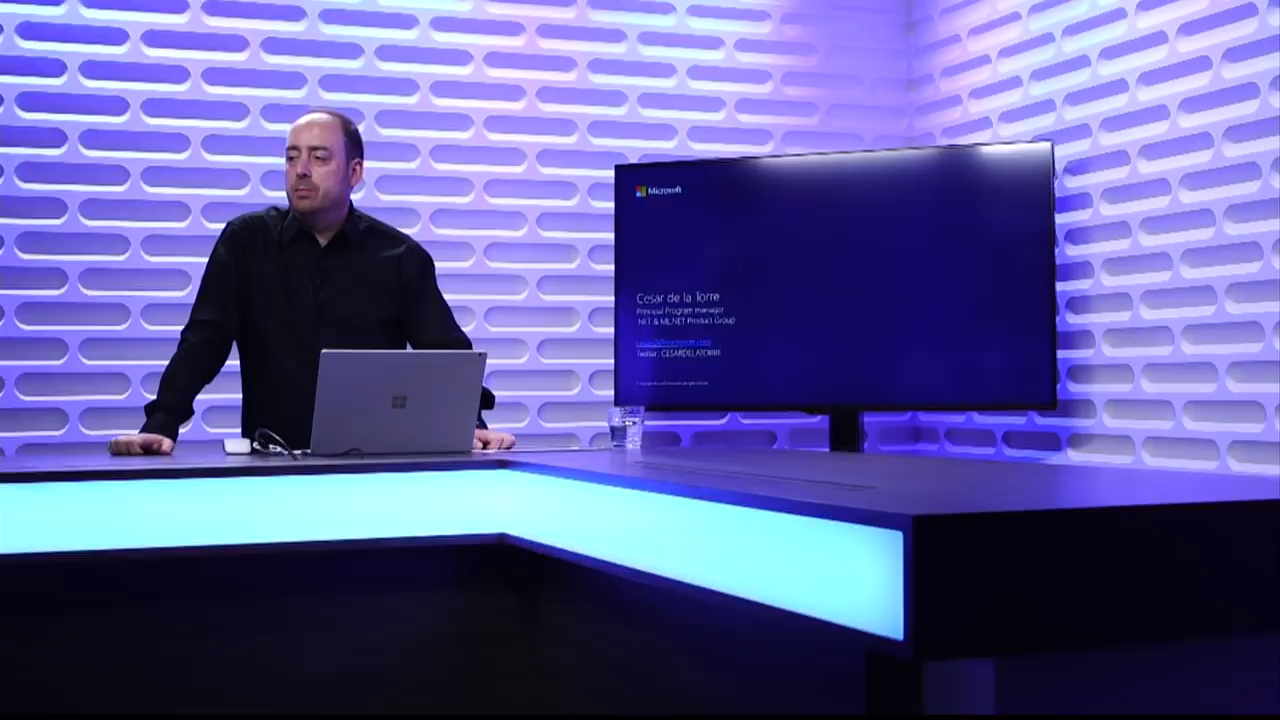 Microsoft
Cesar de la Torre
Principal Program manager
.NET & ML.NET Product Group
Twitter: CESARDELATORRE